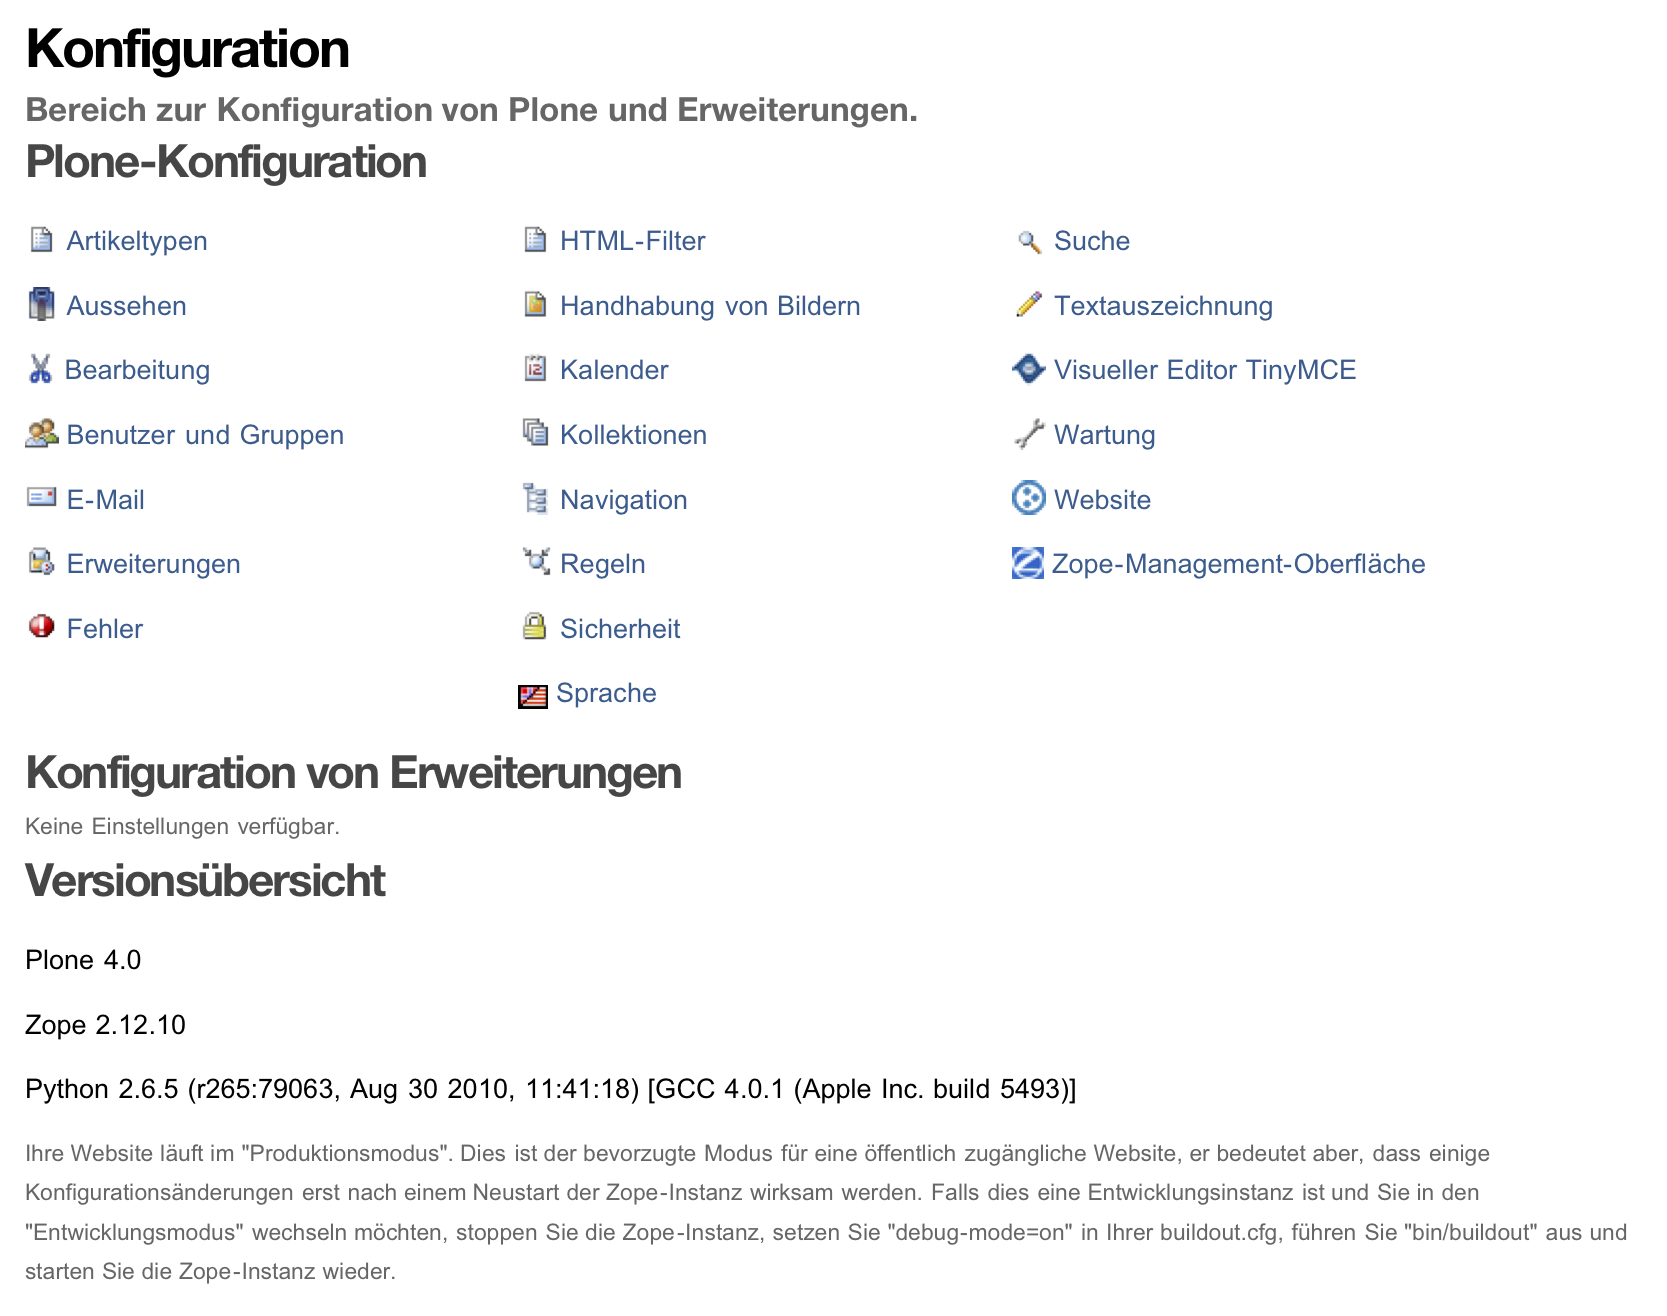 Konfiguration
Bereich zur Konfiguration von Plone und Erweiterungen.
Plone-Konfiguration
Artikeltypen
Aussehen
Bearbeitung
Benutzer und Gruppen
E-Mail
Erweiterungen
Fehler
HTML-Filter
Handhabung von Bildern
Kalender
Kollektionen
Navigation
Regeln
Sicherheit
Sprache
Suche
Textauszeichnung
Visueller Editor TinyMCE
Wartung
Website
Zope-Management-Oberfläche
Konfiguration von Erweiterungen
Keine Einstellungen verfügbar.
Versionsübersicht
Plone 4.0
Zope 2.12.10
Python 2.6.5 (r265:79063, Aug 30 2010, 11:41:18) [GCC 4.0.1 (Apple Inc. build 5493)]
Ihre Website läuft im "Produktionsmodus". Dies ist der bevorzugte Modus für eine öffentlich zugängliche Website, er bedeutet aber, dass einige
Konfigurationsänderungen erst nach einem Neustart der Zope-Instanz wirksam werden. Falls dies eine Entwicklungsinstanz ist und Sie in den
"Entwicklungsmodus" wechseln möchten, stoppen Sie die Zope-Instanz, setzen Sie "debug-mode=on" in Ihrer buildout.cfg, führen Sie "bin/buildout" aus und
starten Sie die Zope-Instanz wieder.